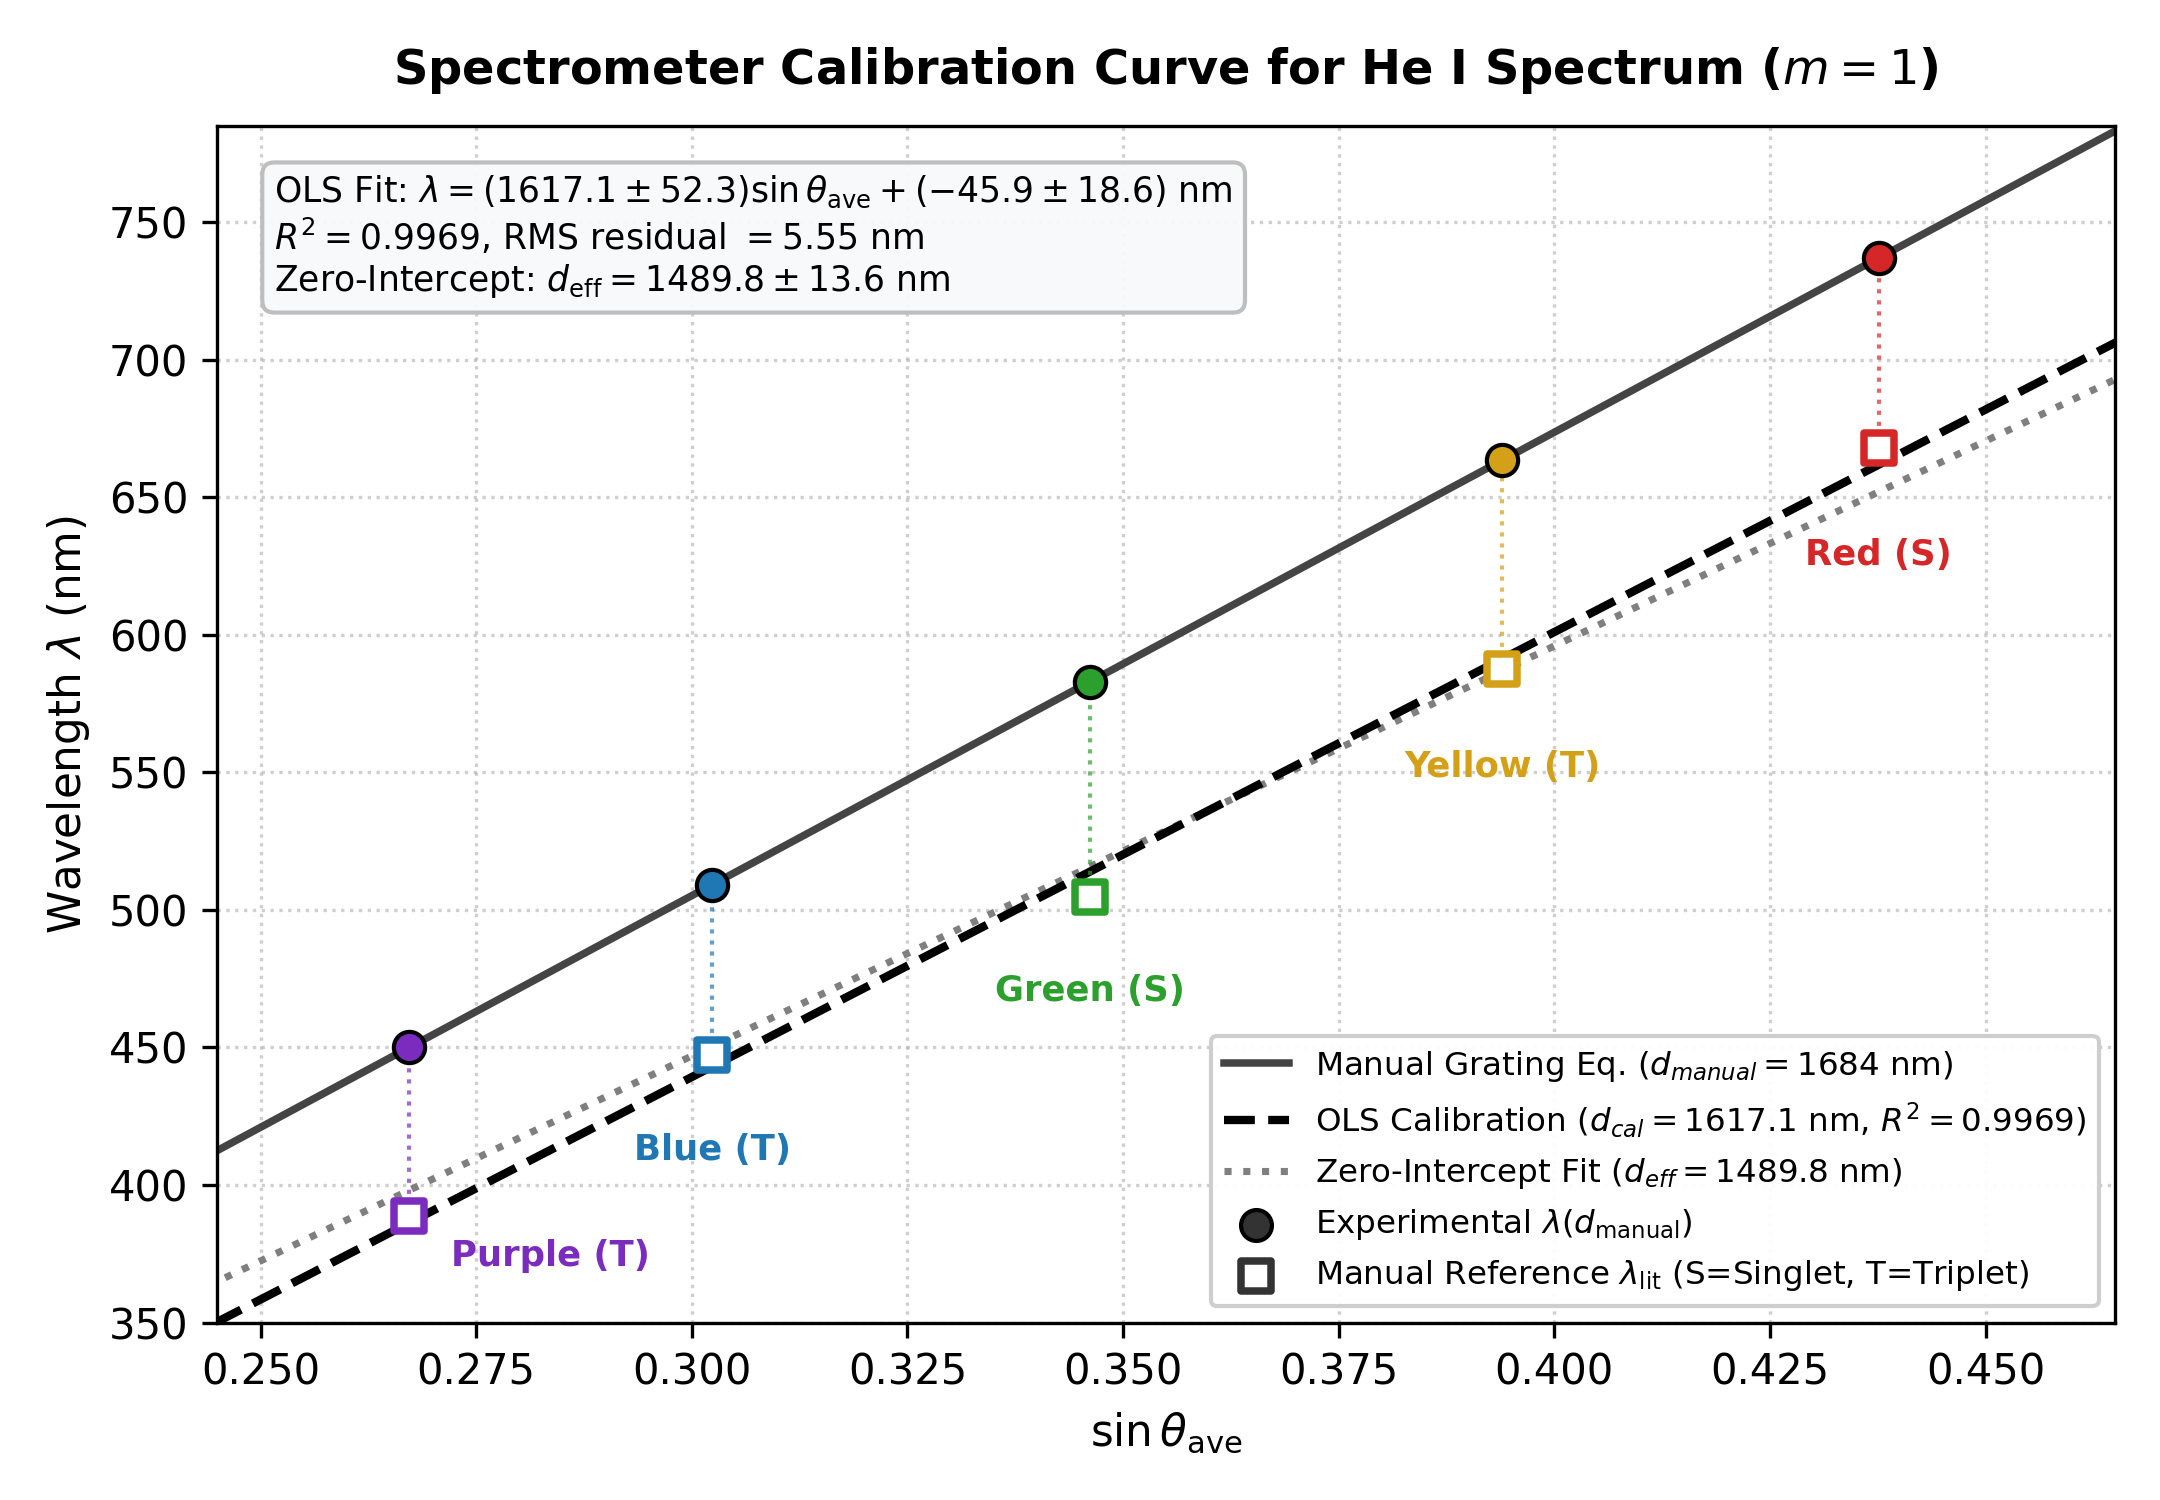 Spectrometer Calibration Curve for He I Spectrum (m = 1)
OLS Fit: λ = (1617.1 ± 52.3)sin θ_ave + (−45.9 ± 18.6) nm
R² = 0.9969, RMS residual = 5.55 nm
Zero-Intercept: d_eff = 1489.8 ± 13.6 nm
Wavelength λ (nm)
750
700
650
600
550
500
450
400
350
Red (S)
Yellow (T)
Green (S)
Blue (T)
Purple (T)
Manual Grating Eq. (d_manual = 1684 nm)
OLS Calibration (d_cal = 1617.1 nm, R² = 0.9969)
Zero-Intercept Fit (d_eff = 1489.8 nm)
Experimental λ(d_manual)
Manual Reference λ_lit (S=Singlet, T=Triplet)
0.250 0.275 0.300 0.325 0.350 0.375 0.400 0.425 0.450
sin θ_ave